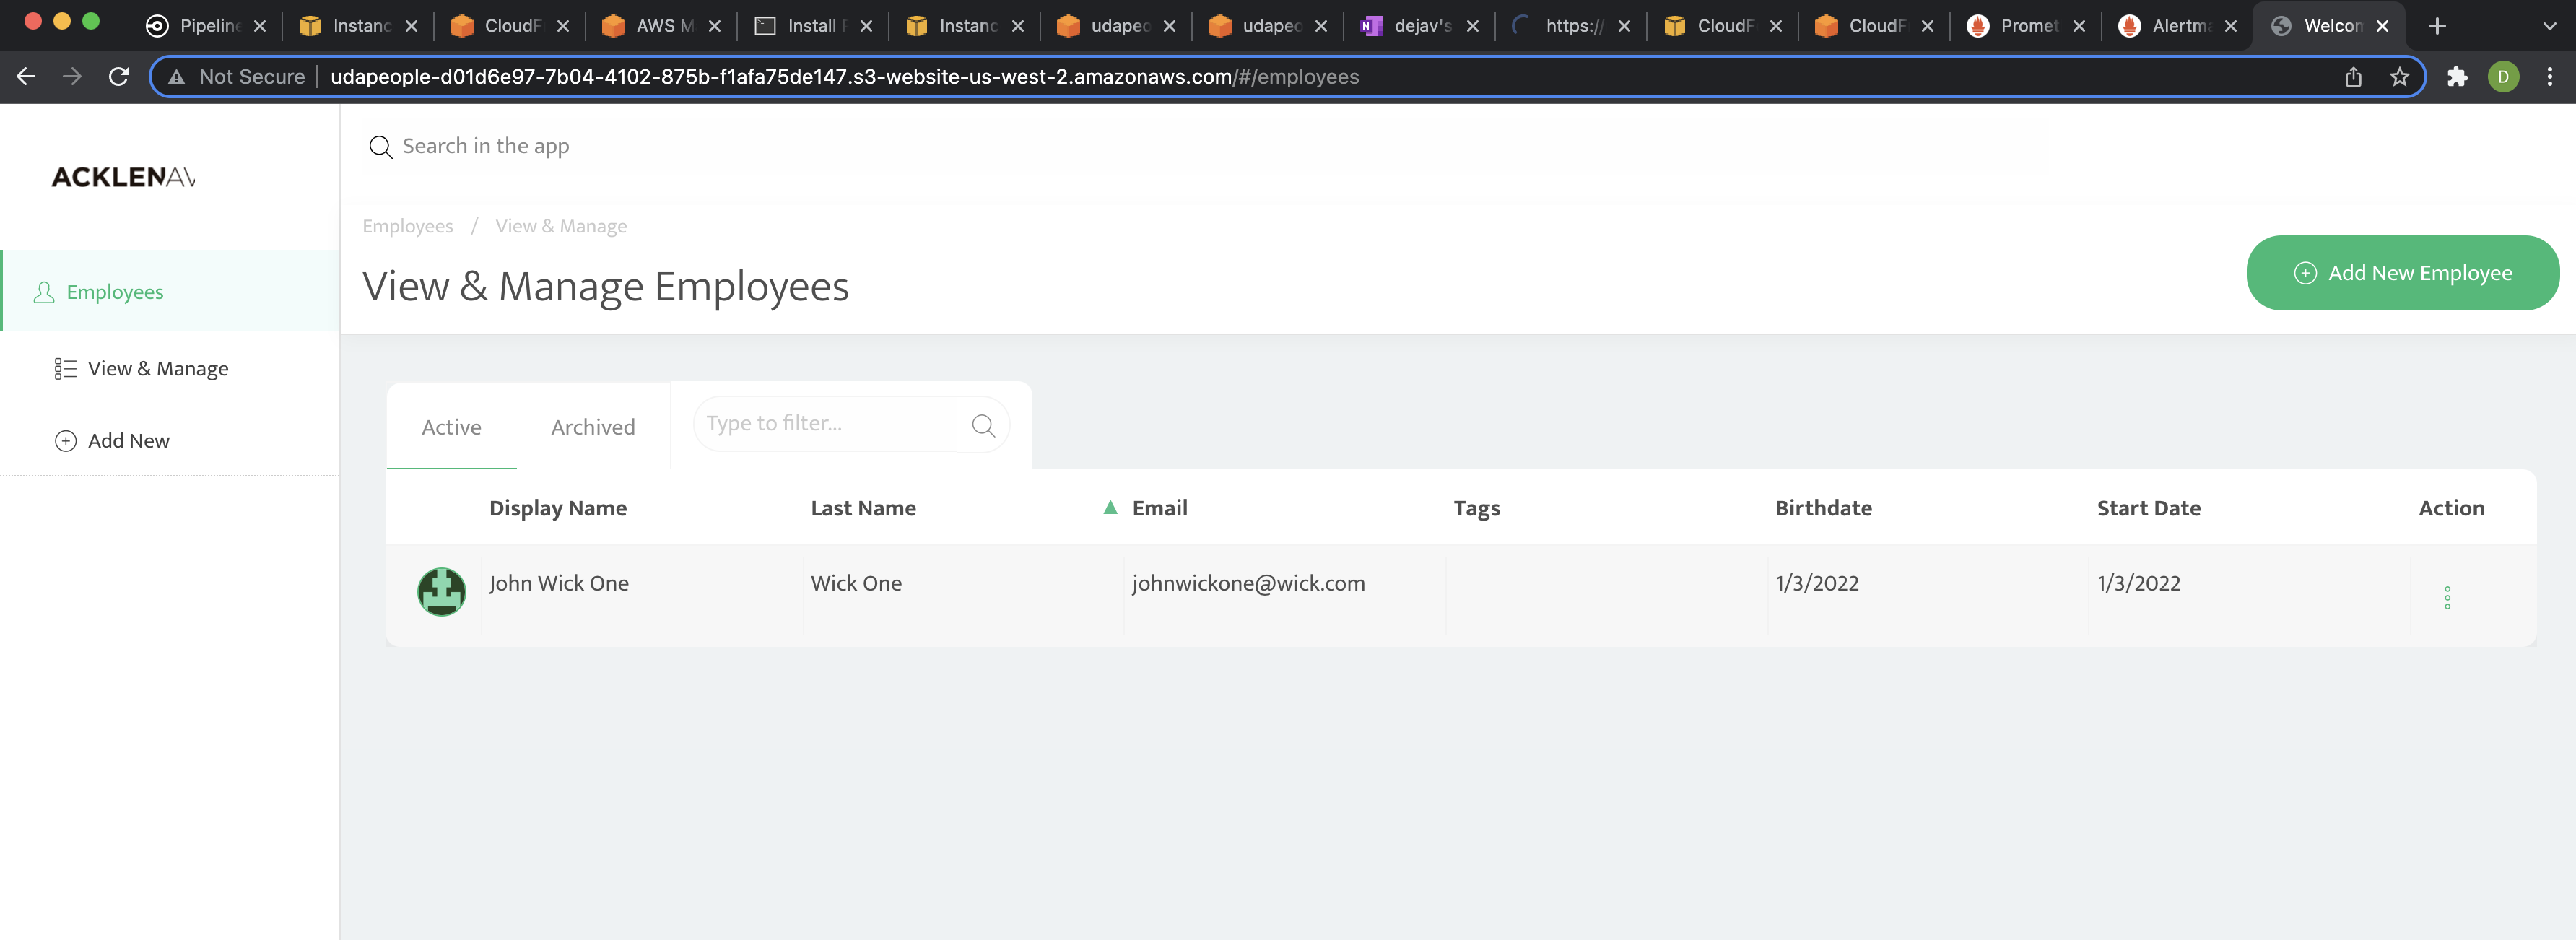 Pipeline
Instanc
CloudF
AWS M
Install
Instanc
udapeo
udapeo
dejav's
https://
CloudF
CloudF
Promet
Alertma
Welcom
Not Secure
udapeople-d01d6e97-7b04-4102-875b-f1afa75de147.s3-website-us-west-2.amazonaws.com/#/employees
D
ACKLENAV
Search in the app
Employees / View & Manage
View & Manage Employees
Add New Employee
Employees
View & Manage
Add New
Active
Archived
Type to filter...
Display Name Last Name Email Tags Birthdate Start Date Action
John Wick One Wick One johnwickone@wick.com 1/3/2022 1/3/2022